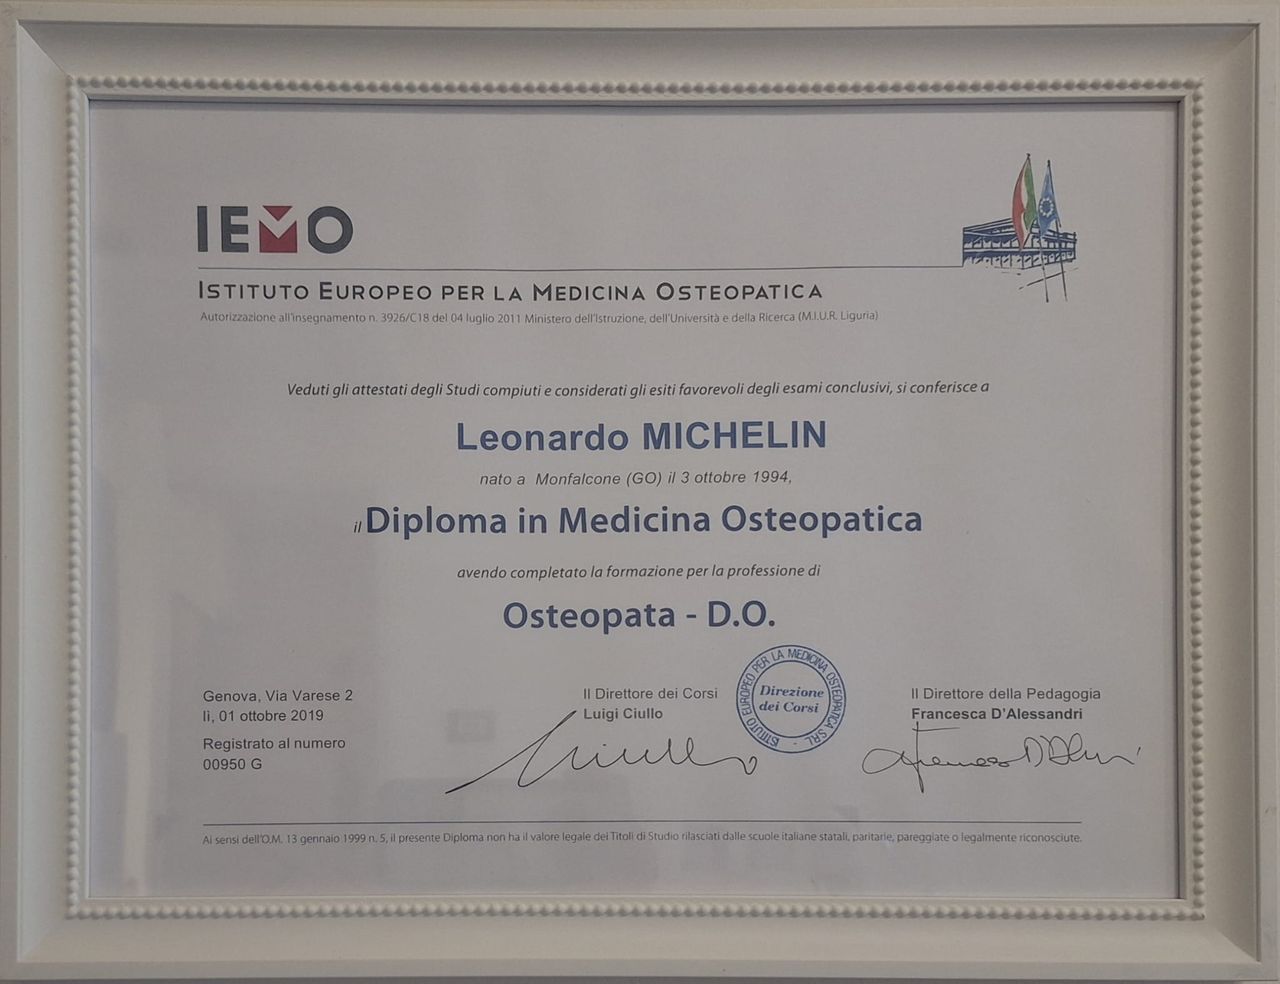 IEMO
ISTITUTO EUROPEO PER LA MEDICINA OSTEOPATICA
Autorizzazione all'insegnamento n. 3926/C18 del 04 luglio 2011 Ministero dell'Istruzione, dell'Università e della Ricerca (M.I.U.R. Liguria)
Veduti gli attestati degli Studi compiuti e considerati gli esiti favorevoli degli esami conclusivi, si conferisce a
Leonardo MICHELIN
nato a Monfalcone (GO) il 3 ottobre 1994,
il Diploma in Medicina Osteopatica
avendo completato la formazione per la professione di
Osteopata - D.O.
Genova, Via Varese 2
lì, 01 ottobre 2019
Registrato al numero
00950 G
Il Direttore dei Corsi
Luigi Ciullo
ISTITUTO EUROPEO PER LA MEDICINA OSTEOPATICA SRL -
Direzione
dei Corsi
Il Direttore della Pedagogia
Francesca D'Alessandri
Ai sensi dell'O.M. 13 gennaio 1999 n. 5, il presente Diploma non ha il valore legale dei Titoli di Studio rilasciati dalle scuole italiane statali, paritarie, pareggiate o legalmente riconosciute.